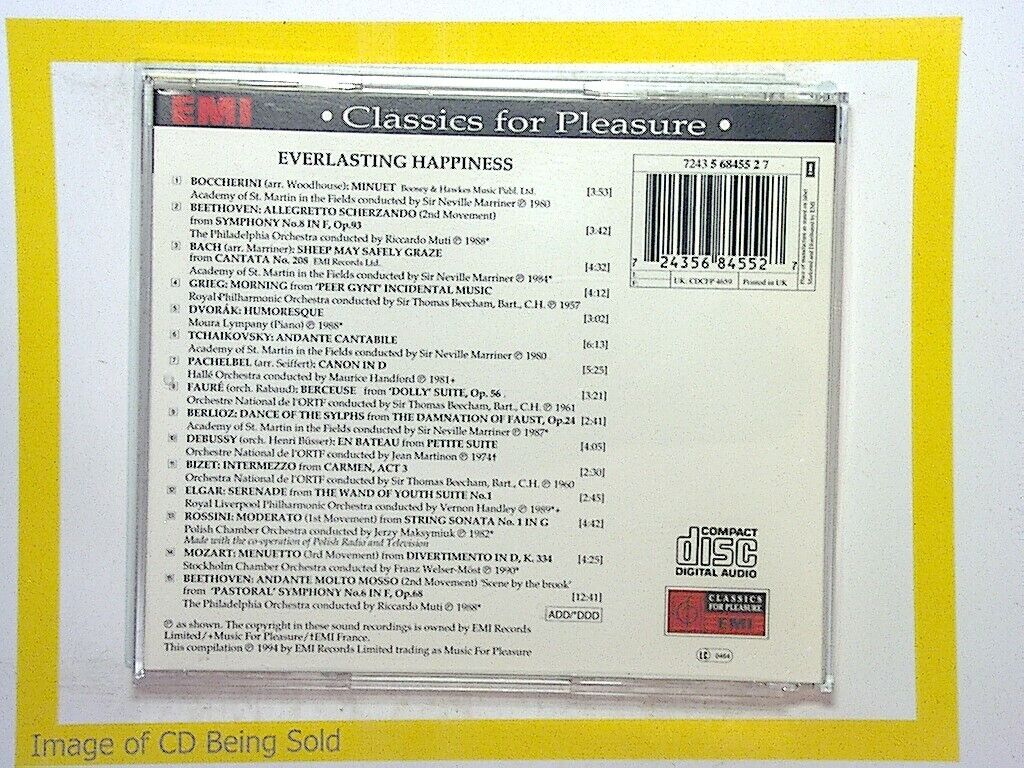 EMI • Classics for Pleasure •
EVERLASTING HAPPINESS
1 BOCCHERINI (arr. Woodhouse): MINUET Boosey & Hawkes Music Publ. Ltd. [3:53]
Academy of St. Martin in the Fields conducted by Sir Neville Marriner ℗ 1980
2 BEETHOVEN: ALLEGRETTO SCHERZANDO (2nd Movement)
from SYMPHONY No.8 IN F, Op.93 [3:42]
The Philadelphia Orchestra conducted by Riccardo Muti ℗ 1988*
3 BACH (arr. Marriner): SHEEP MAY SAFELY GRAZE
from CANTATA No. 208 EMI Records Ltd. [4:32]
Academy of St. Martin in the Fields conducted by Sir Neville Marriner ℗ 1984*
4 GRIEG: MORNING from 'PEER GYNT' INCIDENTAL MUSIC [4:12]
Royal Philharmonic Orchestra conducted by Sir Thomas Beecham, Bart., C.H. ℗ 1957
5 DVORÁK: HUMORESQUE [3:02]
Moura Lympany (Piano) ℗ 1988*
6 TCHAIKOVSKY: ANDANTE CANTABILE [6:13]
Academy of St. Martin in the Fields conducted by Sir Neville Marriner ℗ 1980
7 PACHELBEL (arr. Seiffert): CANON IN D [5:25]
Hallé Orchestra conducted by Maurice Handford ℗ 1981+
8 FAURÉ (orch. Rabaud): BERCEUSE from 'DOLLY' SUITE, Op. 56 [3:21]
Orchestre National de l'ORTF conducted by Sir Thomas Beecham, Bart., C.H. ℗ 1961
9 BERLIOZ: DANCE OF THE SYLPHS from THE DAMNATION OF FAUST, Op.24 [2:41]
Academy of St. Martin in the Fields conducted by Sir Neville Marriner ℗ 1987*
10 DEBUSSY (orch. Henri Büsser): EN BATEAU from PETITE SUITE [4:05]
Orchestre National de l'ORTF conducted by Jean Martinon ℗ 1974†
11 BIZET: INTERMEZZO from CARMEN, ACT 3 [2:30]
Orchestra National de l'ORTF conducted by Sir Thomas Beecham, Bart., C.H. ℗ 1960
12 ELGAR: SERENADE from THE WAND OF YOUTH SUITE No.1 [2:45]
Royal Liverpool Philharmonic Orchestra conducted by Vernon Handley ℗ 1989*+
13 ROSSINI: MODERATO (1st Movement) from STRING SONATA No. 1 IN G [4:42]
Polish Chamber Orchestra conducted by Jerzy Maksymiuk ℗ 1982*
Made with the co-operation of Polish Radio and Television
14 MOZART: MENUETTO (3rd Movement) from DIVERTIMENTO IN D, K. 334 [4:25]
Stockholm Chamber Orchestra conducted by Franz Welser-Möst ℗ 1990*
15 BEETHOVEN: ANDANTE MOLTO MOSSO (2nd Movement) 'Scene by the brook'
from 'PASTORAL' SYMPHONY No.6 IN F, Op.68 [12:41]
The Philadelphia Orchestra conducted by Riccardo Muti ℗ 1988*
ADD/*DDD
℗ as shown. The copyright in these sound recordings is owned by EMI Records
Limited/+Music For Pleasure/†EMI France.
This compilation ℗ 1994 by EMI Records Limited trading as Music For Pleasure
7243 5 68455 2 7
7 24356 84552 7
UK: CDCFP 4659 Printed in UK
COMPACT
disc
DIGITAL AUDIO
CLASSICS
FOR PLEASURE
EMI
LC 0464
Image of CD Being Sold